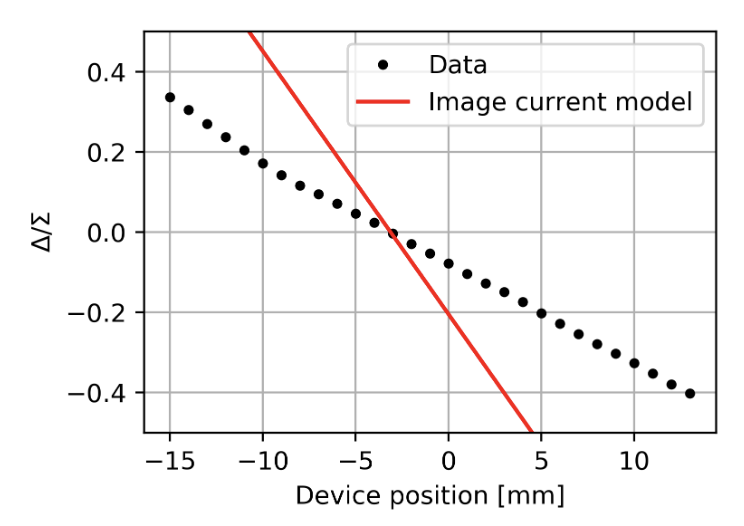 0.4
0.2
0.0
−0.2
−0.4
Δ/Σ
Data
Image current model
−15 −10 −5 0 5 10
Device position [mm]